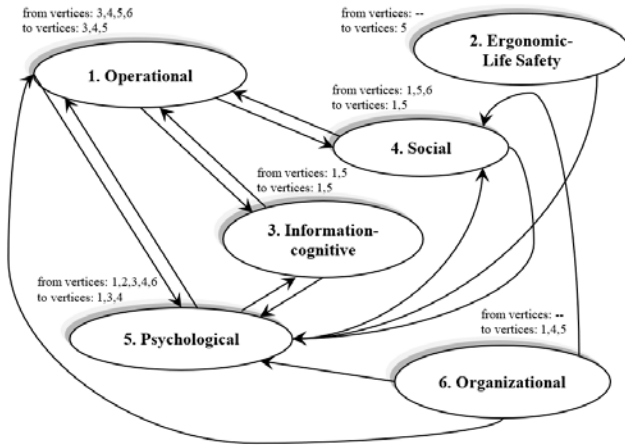 from vertices: 3,4,5,6
to vertices: 3,4,5
1. Operational
from vertices: --
to vertices: 5
2. Ergonomic-
Life Safety
from vertices: 1,5,6
to vertices: 1,5
4. Social
from vertices: 1,5
to vertices: 1,5
3. Information-
cognitive
from vertices: 1,2,3,4,6
to vertices: 1,3,4
5. Psychological
from vertices: --
to vertices: 1,4,5
6. Organizational